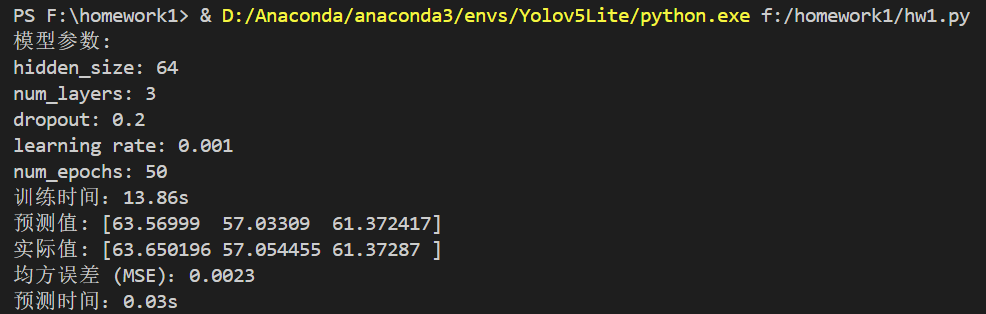 PS F:\homework1> & D:/Anaconda/anaconda3/envs/Yolov5Lite/python.exe f:/homework1/hw1.py
模型参数:
hidden_size: 64
num_layers: 3
dropout: 0.2
learning rate: 0.001
num_epochs: 50
训练时间：13.86s
预测值：[63.56999  57.03309  61.372417]
实际值：[63.650196 57.054455 61.37287 ]
均方误差 (MSE)：0.0023
预测时间：0.03s